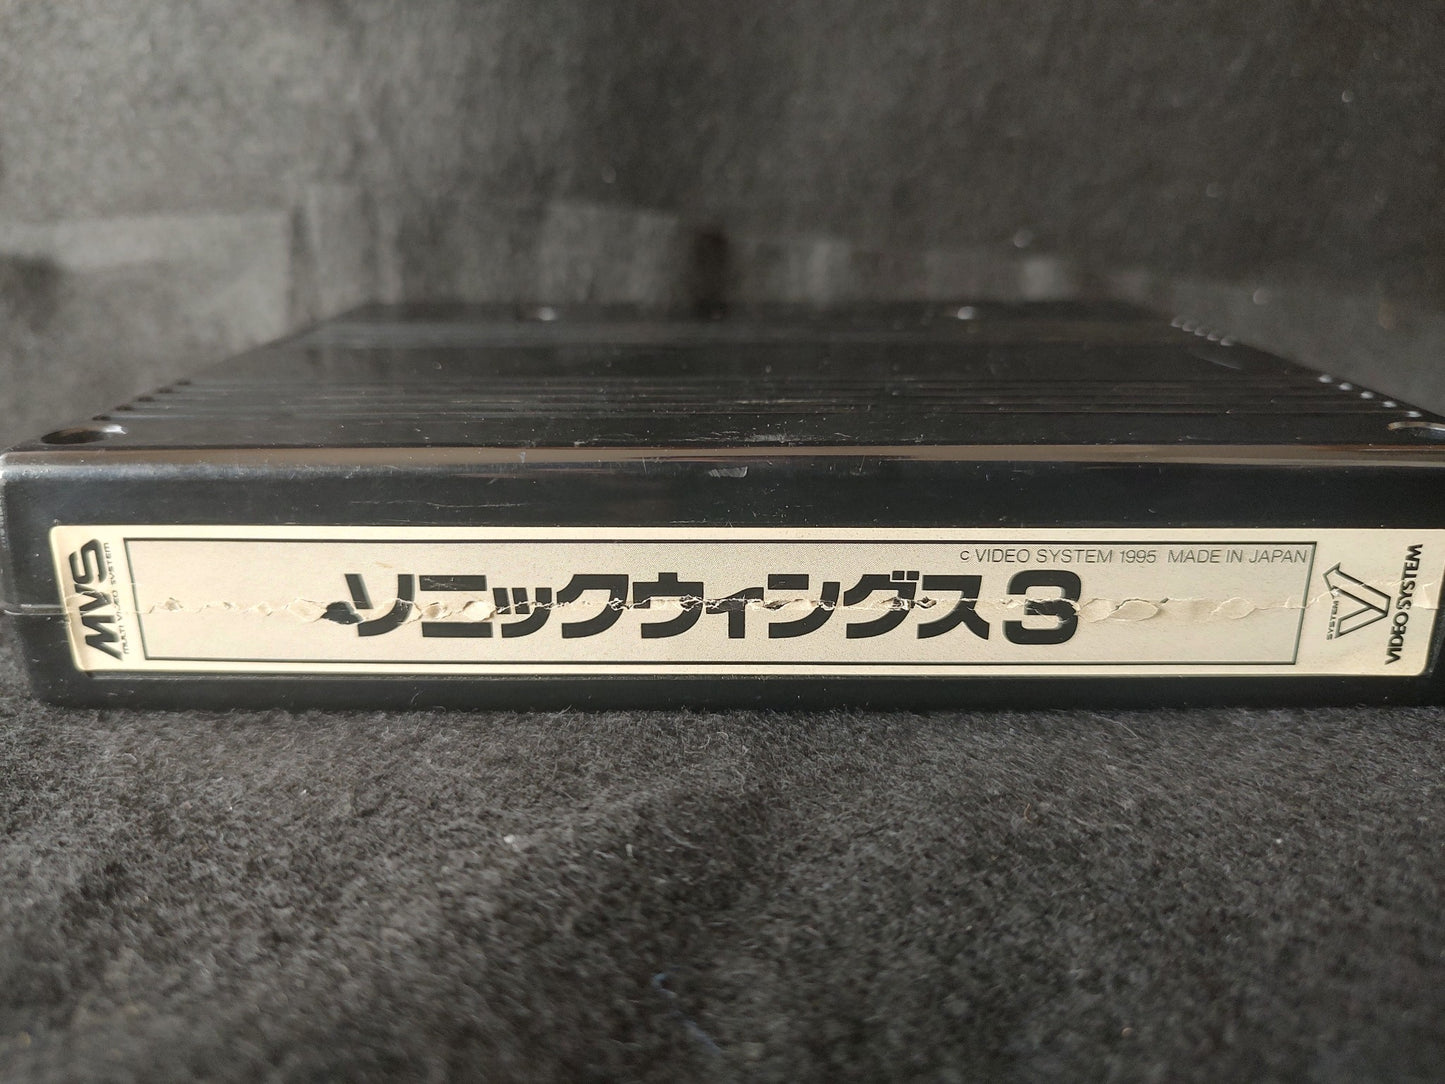 MVS
MULTI VIDEO SYSTEM
c VIDEO SYSTEM 1995 MADE IN JAPAN
ソニックウィングス3
V
SYSTEM
VIDEO SYSTEM